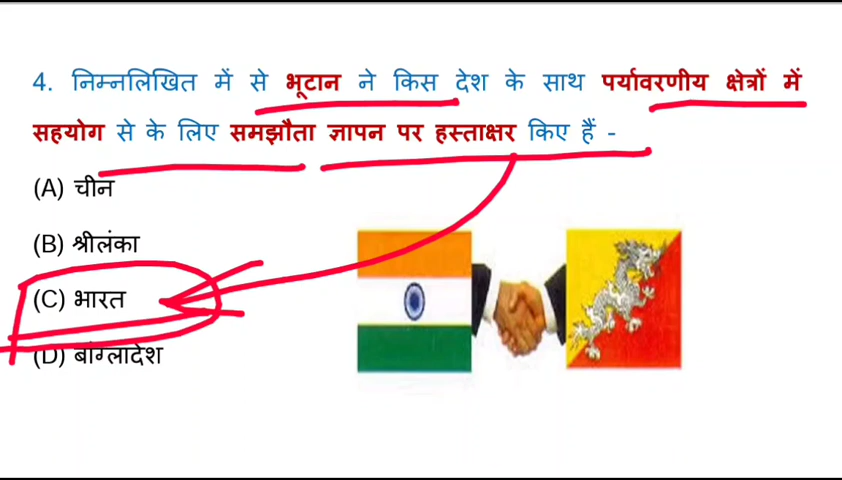 4. निम्नलिखित में से भूटान ने किस देश के साथ पर्यावरणीय क्षेत्रों में
सहयोग से के लिए समझौता ज्ञापन पर हस्ताक्षर किए हैं -
(A) चीन
(B) श्रीलंका
(C) भारत
(D) बांग्लादेश